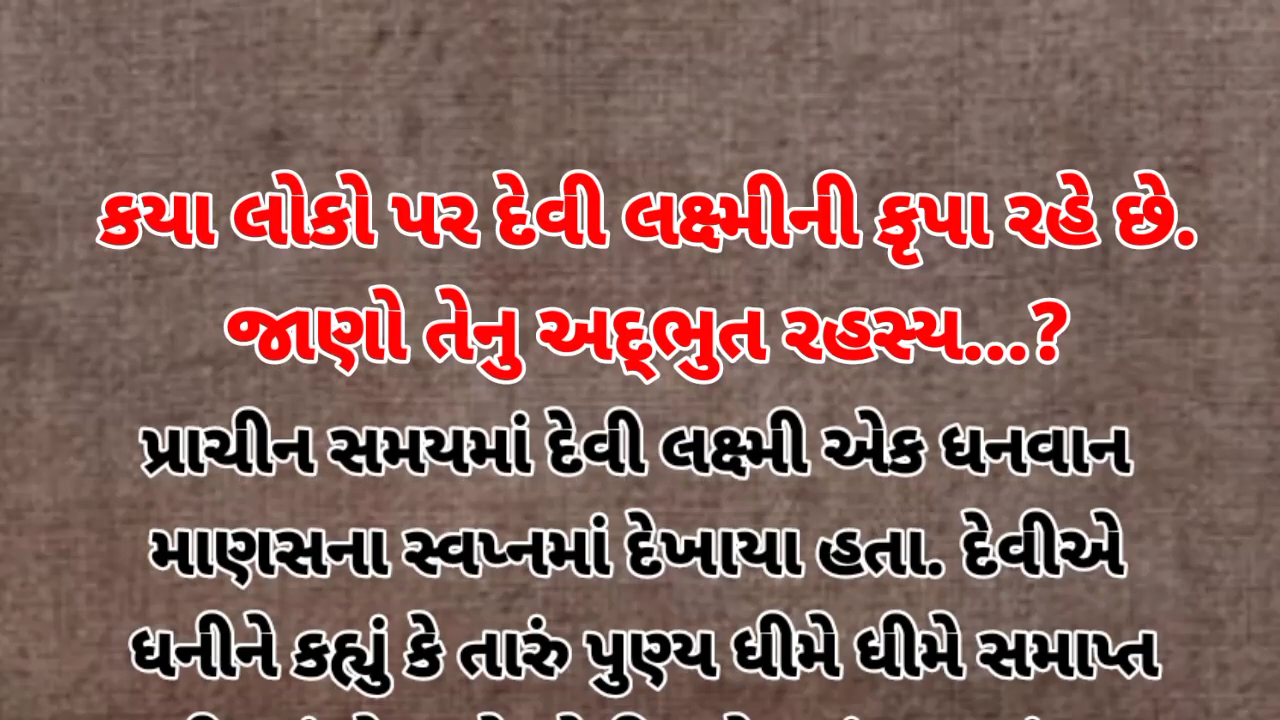 કયા લોકો પર દેવી લક્ષ્મીની કૃપા રહે છે.
જાણો તેનુ અદ્ભુત રહસ્ય...?
પ્રાચીન સમયમાં દેવી લક્ષ્મી એક ધનવાન
માણસના સ્વપ્નમાં દેખાયા હતા. દેવીએ
ધનીને કહ્યું કે તારું પુણ્ય ધીમે ધીમે સમાપ્ત